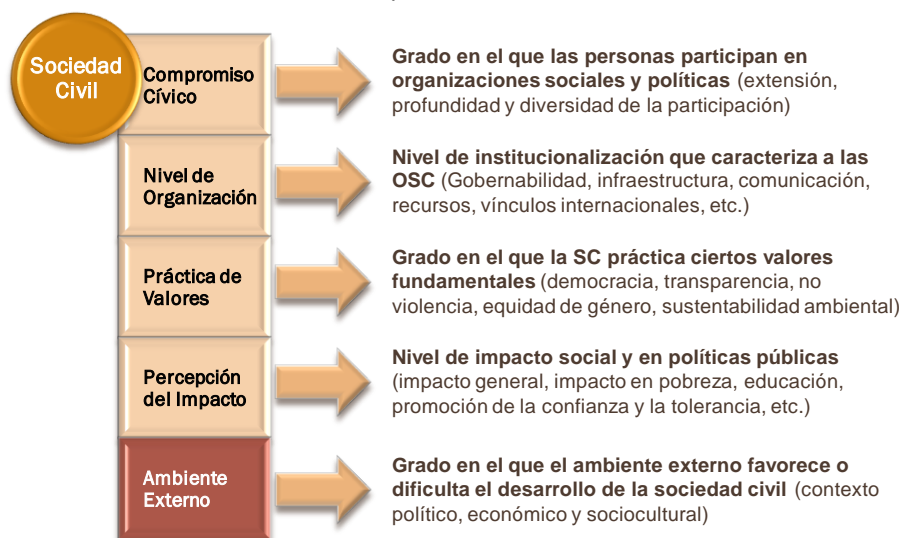 Sociedad
Civil
Compromiso
Cívico
Grado en el que las personas participan en
organizaciones sociales y políticas (extensión,
profundidad y diversidad de la participación)
Nivel de
Organización
Nivel de institucionalización que caracteriza a las
OSC (Gobernabilidad, infraestructura, comunicación,
recursos, vínculos internacionales, etc.)
Práctica de
Valores
Grado en el que la SC práctica ciertos valores
fundamentales (democracia, transparencia, no
violencia, equidad de género, sustentabilidad ambiental)
Percepción
del Impacto
Nivel de impacto social y en políticas públicas
(impacto general, impacto en pobreza, educación,
promoción de la confianza y la tolerancia, etc.)
Ambiente
Externo
Grado en el que el ambiente externo favorece o
dificulta el desarrollo de la sociedad civil (contexto
político, económico y sociocultural)